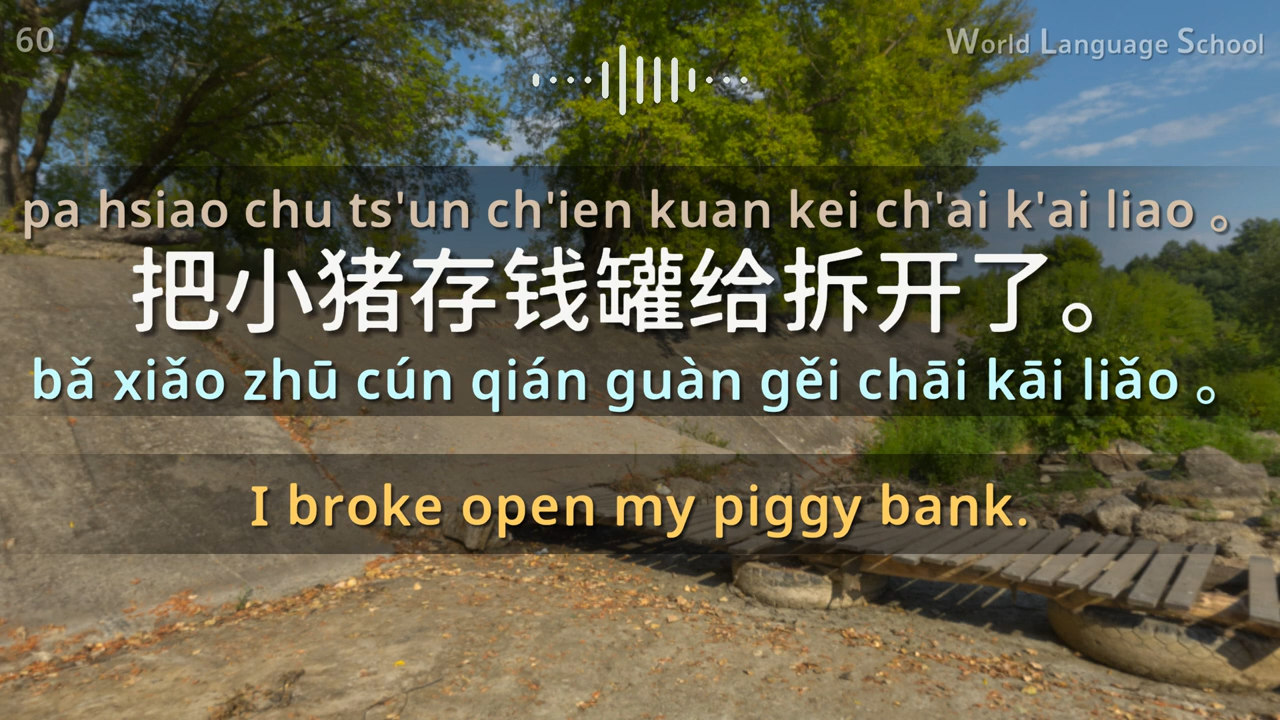 60
World Language School
pa hsiao chu ts'un ch'ien kuan kei ch'ai k'ai liao 。
把小猪存钱罐给拆开了。
bǎ xiǎo zhū cún qián guàn gěi chāi kāi liǎo 。
I broke open my piggy bank.